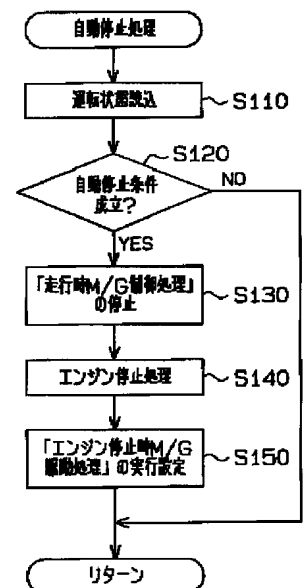 自動停止処理
運転状態読込
S110
S120
自動停止条件
成立?
NO
YES
「走行時M/G制御処理」
の停止
S130
エンジン停止処理
S140
「エンジン停止時M/G
駆動処理」の実行設定
S150
リターン